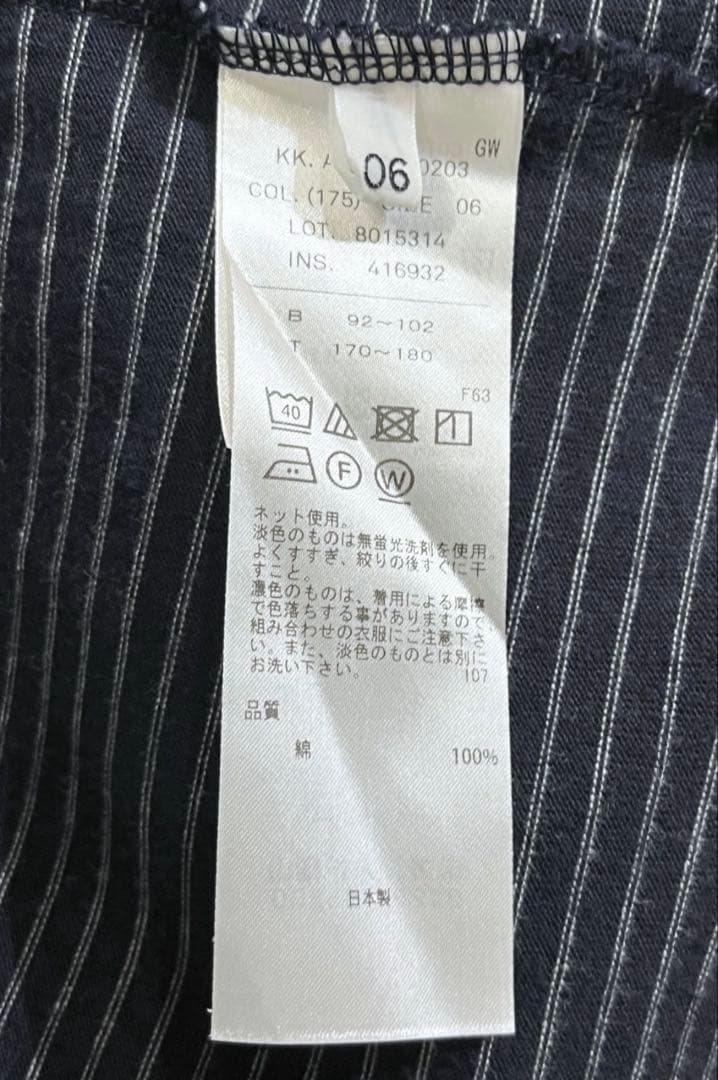 GW
KK. 0203
06
COL. (175) 06
LOT. 8015314
INS. 416932
B 92～102
T 170～180
F63
40
F W
ネット使用。
淡色のものは無蛍光洗剤を使用。
よくすすぎ、絞りの後すぐに干
すこと。
濃色のものは、着用による摩擦
で色落ちする事がありますので、
組み合わせの衣服にご注意下さ
い。また、淡色のものとは別に
お洗い下さい。 107
品質
綿 100%
日本製